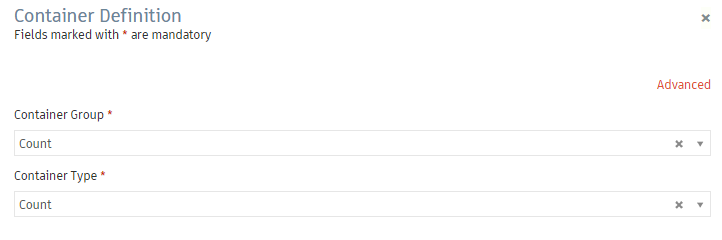 Container Definition
Fields marked with * are mandatory
Advanced
Container Group *
Count
Container Type *
Count